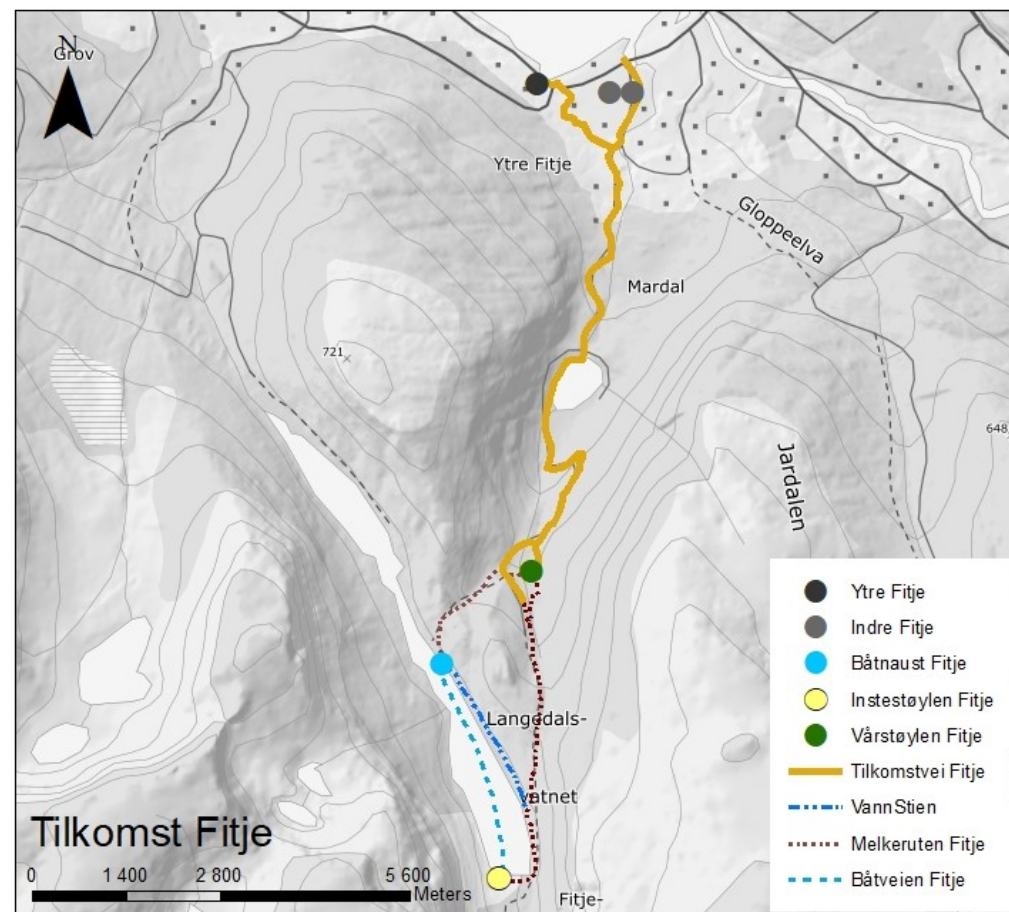 N
Grov
Ytre Fitje
Gloppeelva
Mardal
721
648
Jardalen
Langedals-
vatnet
Fitje-
Tilkomst Fitje
0 1 400 2 800 5 600
Meters
Ytre Fitje
Indre Fitje
Båtnaust Fitje
Instestøylen Fitje
Vårstøylen Fitje
Tilkomstvei Fitje
VannStien
Melkeruten Fitje
Båtveien Fitje